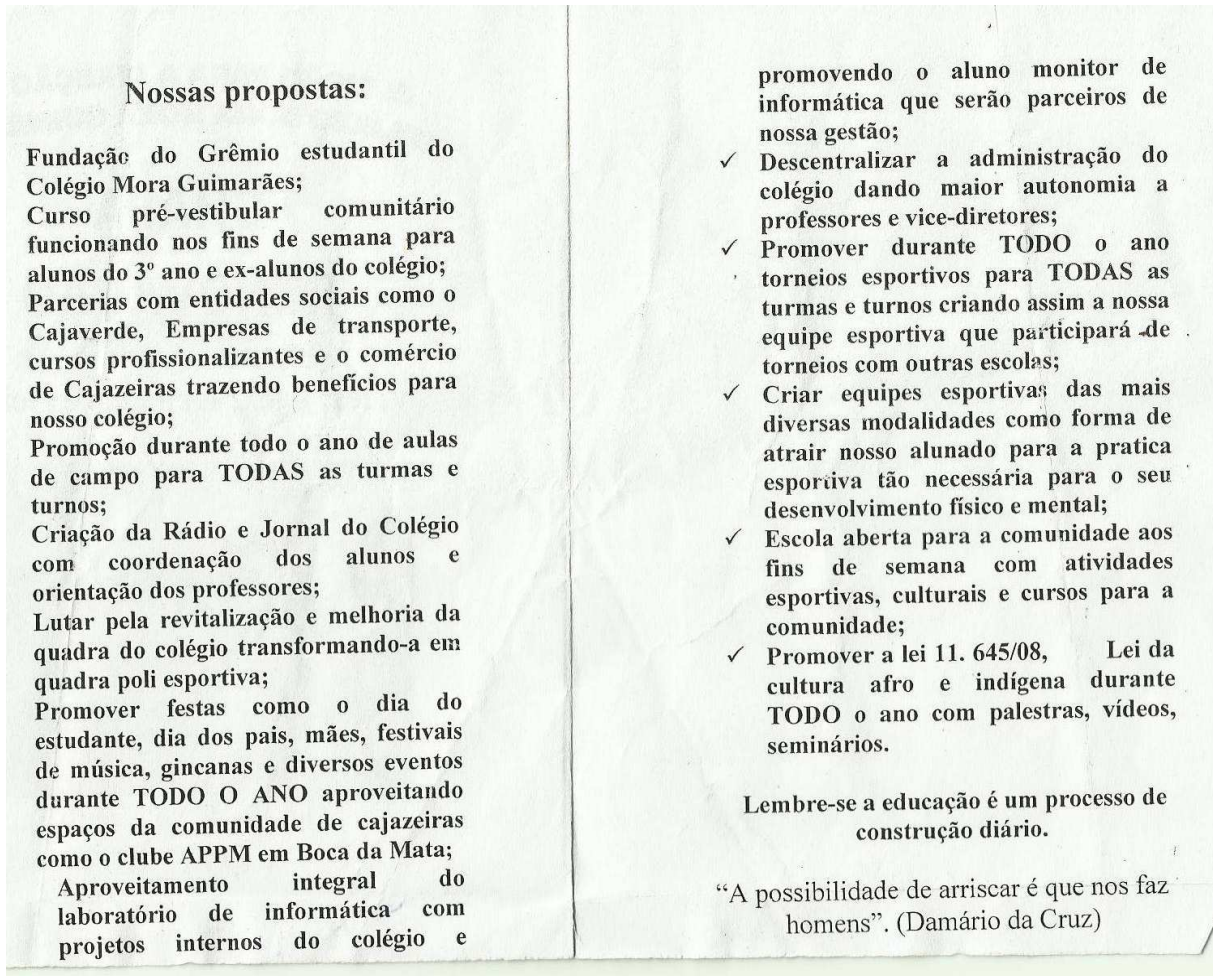 Nossas propostas:
Fundação do Grêmio estudantil do
Colégio Mora Guimarães;
Curso pré-vestibular comunitário
funcionando nos fins de semana para
alunos do 3º ano e ex-alunos do colégio;
Parcerias com entidades sociais como o
Cajaverde, Empresas de transporte,
cursos profissionalizantes e o comércio
de Cajazeiras trazendo benefícios para
nosso colégio;
Promoção durante todo o ano de aulas
de campo para TODAS as turmas e
turnos;
Criação da Rádio e Jornal do Colégio
com coordenação dos alunos e
orientação dos professores;
Lutar pela revitalização e melhoria da
quadra do colégio transformando-a em
quadra poli esportiva;
Promover festas como o dia do
estudante, dia dos pais, mães, festivais
de música, gincanas e diversos eventos
durante TODO O ANO aproveitando
espaços da comunidade de cajazeiras
como o clube APPM em Boca da Mata;
Aproveitamento integral do
laboratório de informática com
projetos internos do colégio e
promovendo o aluno monitor de
informática que serão parceiros de
nossa gestão;
✓ Descentralizar a administração do
colégio dando maior autonomia a
professores e vice-diretores;
✓ Promover durante TODO o ano
torneios esportivos para TODAS as
turmas e turnos criando assim a nossa
equipe esportiva que participará de
torneios com outras escolas;
✓ Criar equipes esportivas das mais
diversas modalidades como forma de
atrair nosso alunado para a pratica
esportiva tão necessária para o seu
desenvolvimento físico e mental;
✓ Escola aberta para a comunidade aos
fins de semana com atividades
esportivas, culturais e cursos para a
comunidade;
✓ Promover a lei 11. 645/08, Lei da
cultura afro e indígena durante
TODO o ano com palestras, vídeos,
seminários.
Lembre-se a educação é um processo de
construção diário.
“A possibilidade de arriscar é que nos faz
homens”. (Damário da Cruz)